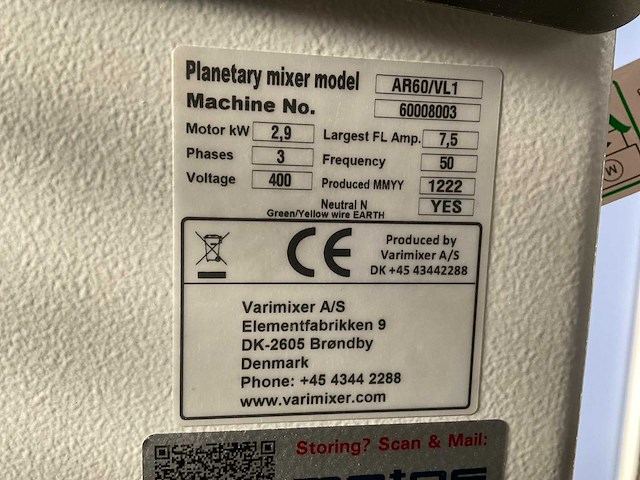 Planetary mixer model AR60/VL1
Machine No. 60008003
Motor kW 2,9 Largest FL Amp. 7,5
Phases 3 Frequency 50
Voltage 400 Produced MMYY 1222
Neutral N YES
Green/Yellow wire EARTH
CE
Produced by
Varimixer A/S
DK +45 43442288
Varimixer A/S
Elementfabrikken 9
DK-2605 Brøndby
Denmark
Phone: +45 4344 2288
www.varimixer.com
Storing? Scan & Mail: